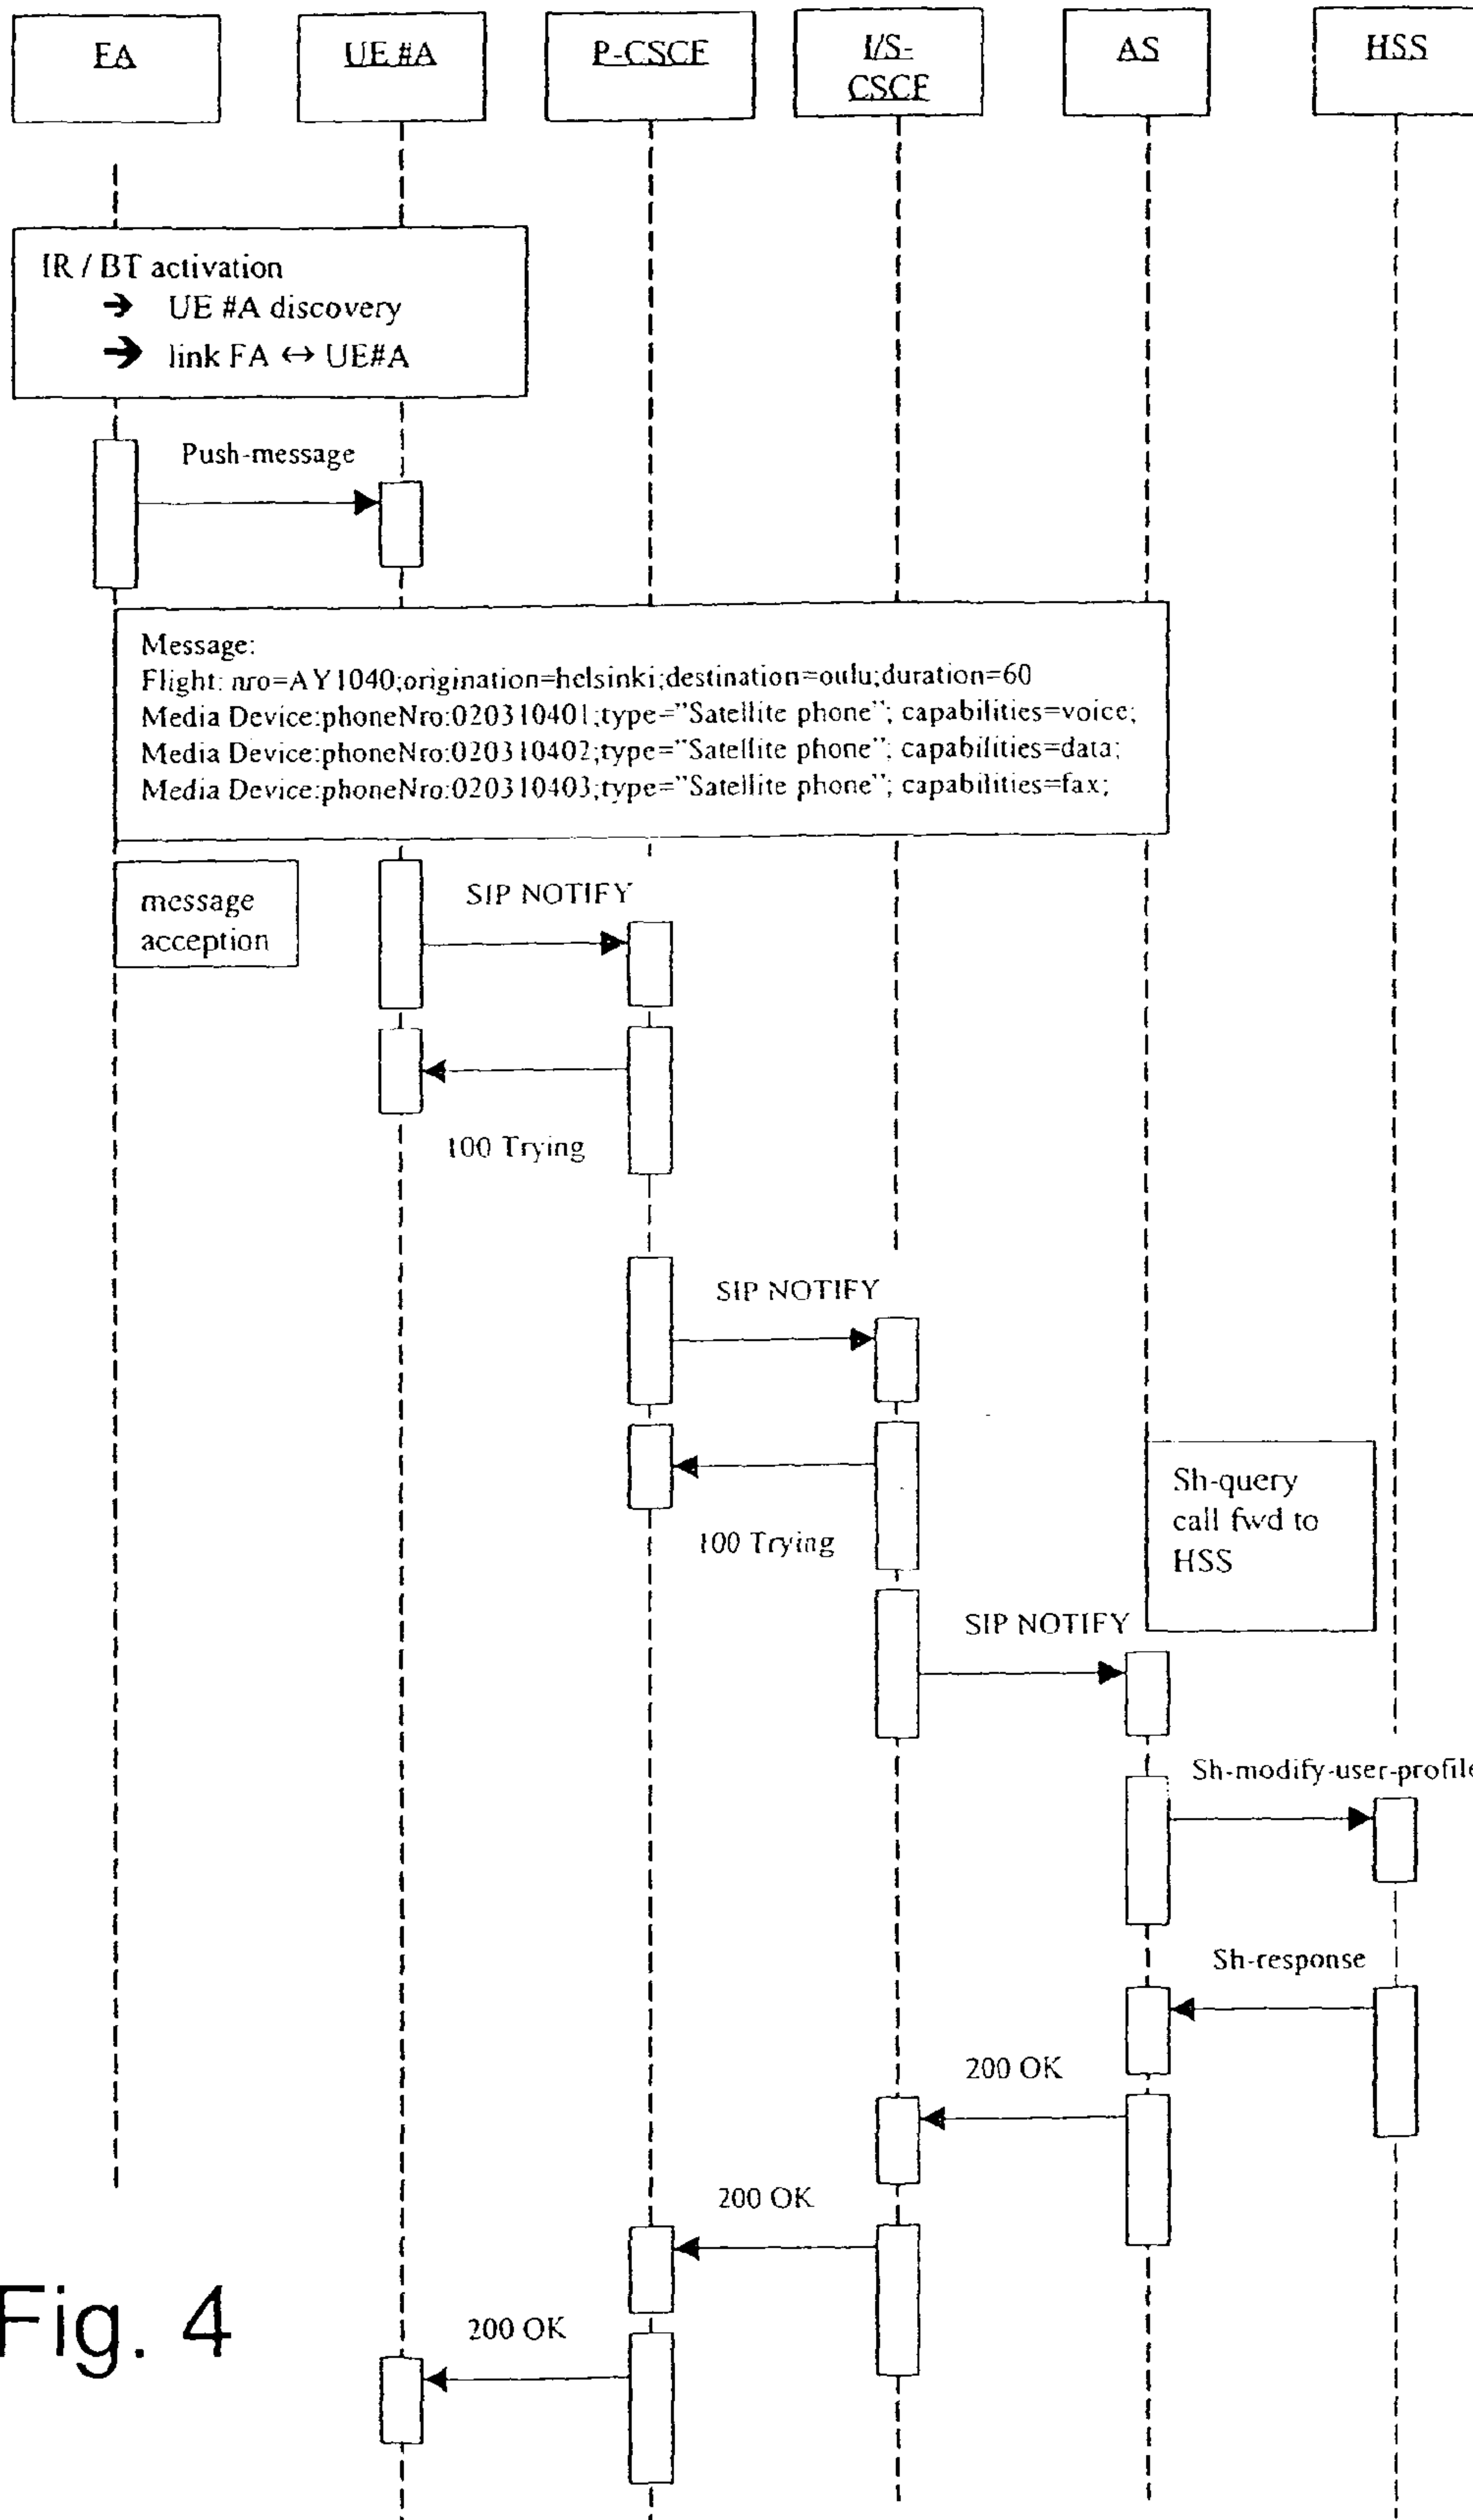 EA
UE #A
P-CSCF
I/S-
CSCF
AS
HSS
IR / BT activation
➔ UE #A discovery
➔ link FA ↔ UE#A
Push-message
Message:
Flight: nro=AY1040;origination=helsinki;destination=oulu;duration=60
Media Device:phoneNro:020310401;type="Satellite phone"; capabilities=voice;
Media Device:phoneNro:020310402;type="Satellite phone"; capabilities=data;
Media Device:phoneNro:020310403;type="Satellite phone"; capabilities=fax;
message
acception
SIP NOTIFY
100 Trying
SIP NOTIFY
100 Trying
Sh-query
call fwd to
HSS
SIP NOTIFY
Sh-modify-user-profile
Sh-response
200 OK
200 OK
200 OK
Fig. 4